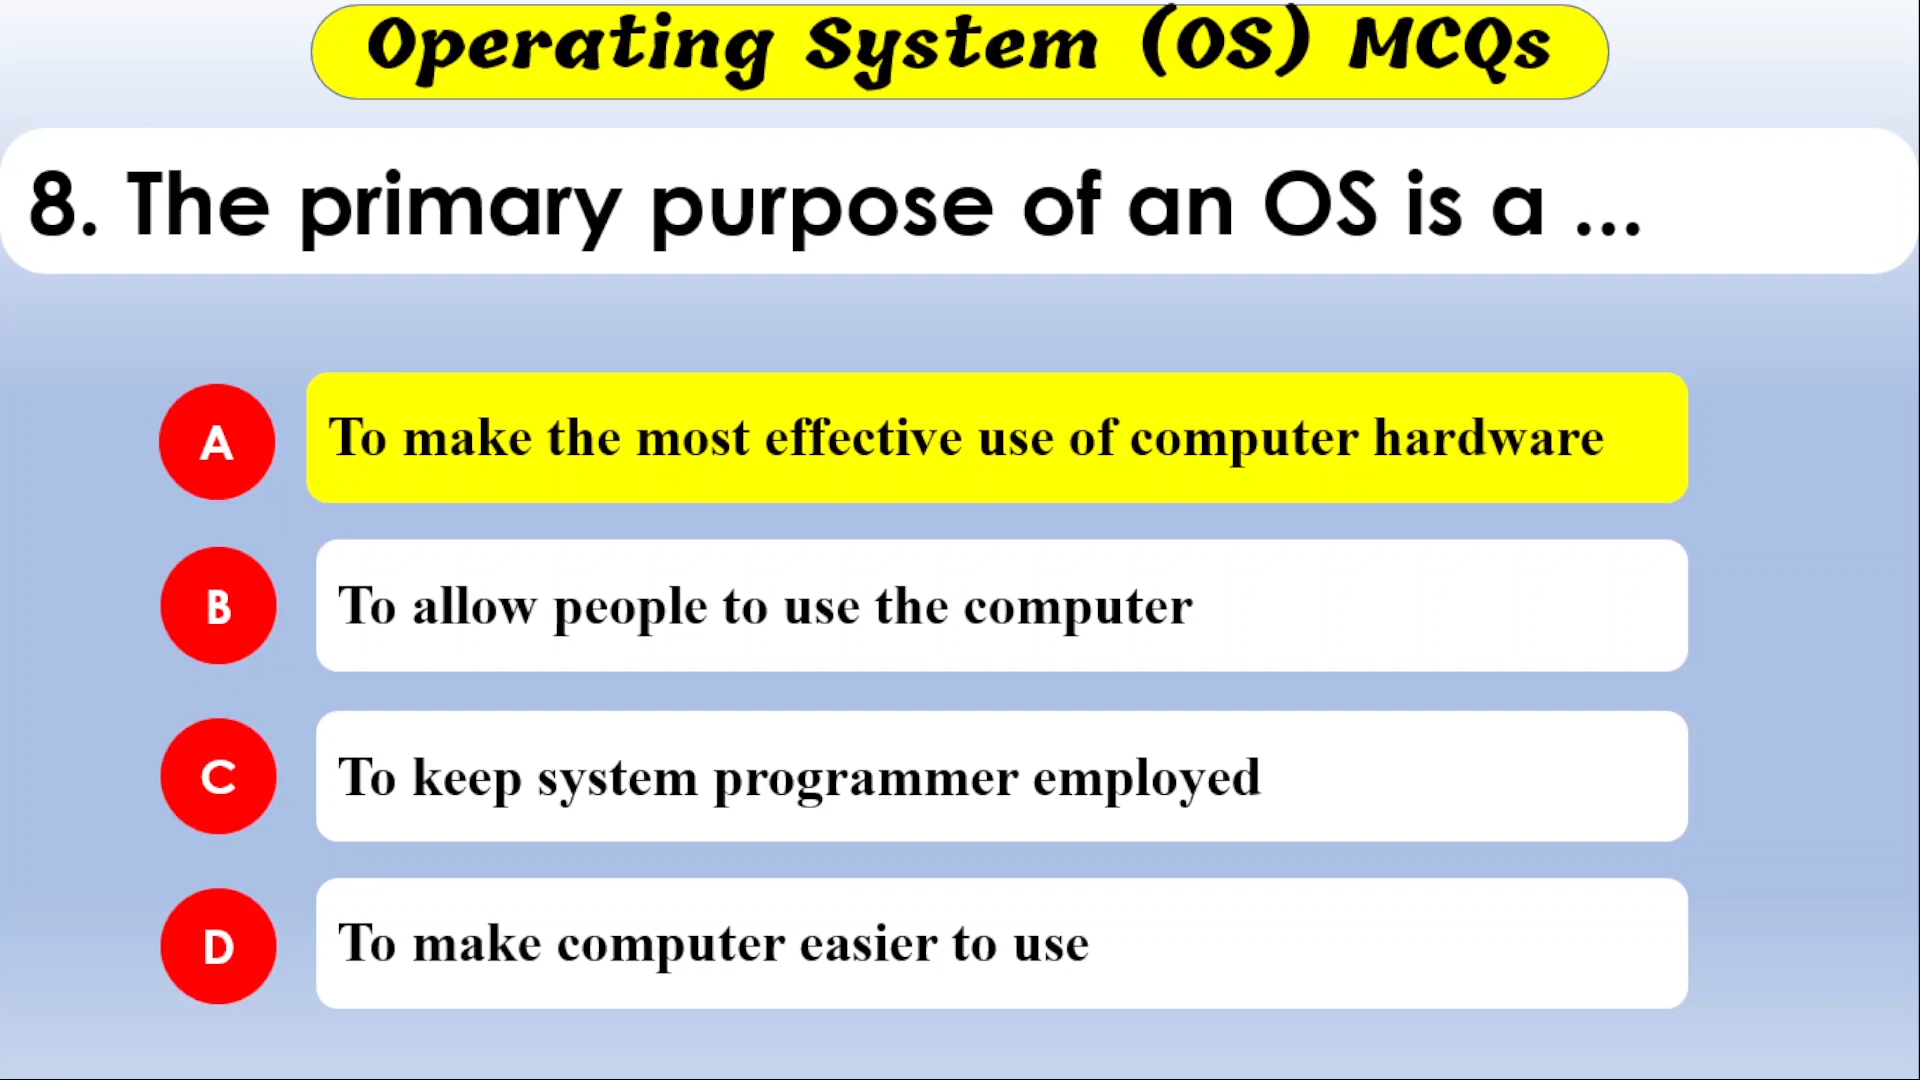 Operating System (OS) MCQs
8. The primary purpose of an OS is a ...
A
To make the most effective use of computer hardware
B
To allow people to use the computer
C
To keep system programmer employed
D
To make computer easier to use